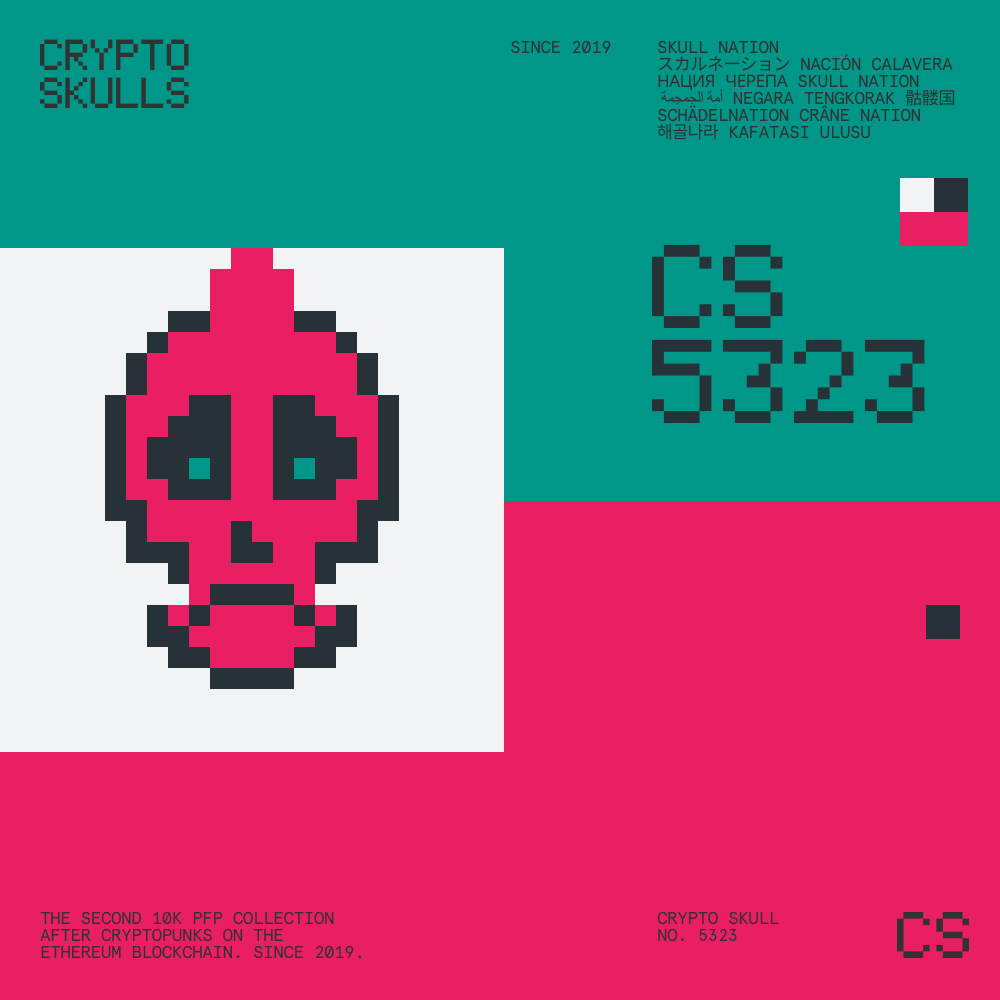 CRYPTO
SKULLS
SINCE 2019
SKULL NATION
スカルネーション NACIÓN CALAVERA
НАЦИЯ ЧЕРЕПА SKULL NATION
أمة الجمجمة NEGARA TENGKORAK 骷髅国
SCHÄDELNATION CRÂNE NATION
해골나라 KAFATASI ULUSU
CS
5323
THE SECOND 10K PFP COLLECTION
AFTER CRYPTOPUNKS ON THE
ETHEREUM BLOCKCHAIN. SINCE 2019.
CRYPTO SKULL
NO. 5323
CS